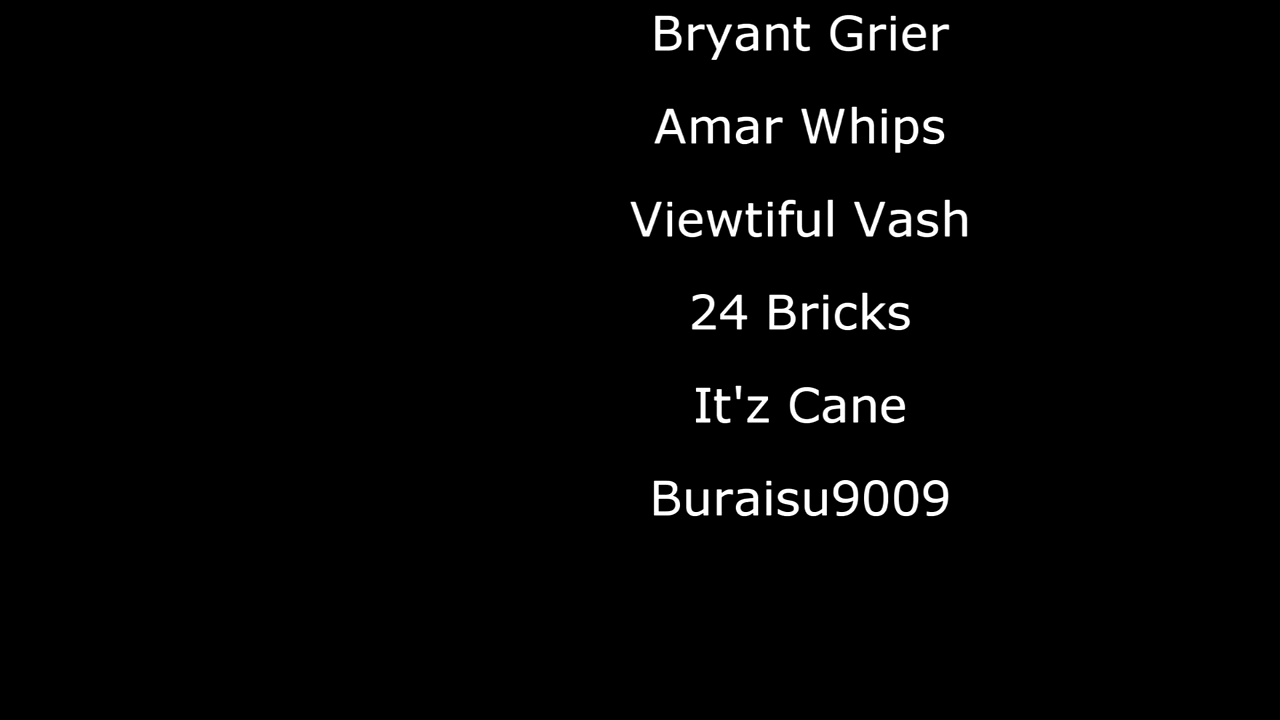 Bryant Grier
Amar Whips
Viewtiful Vash
24 Bricks
It'z Cane
Buraisu9009